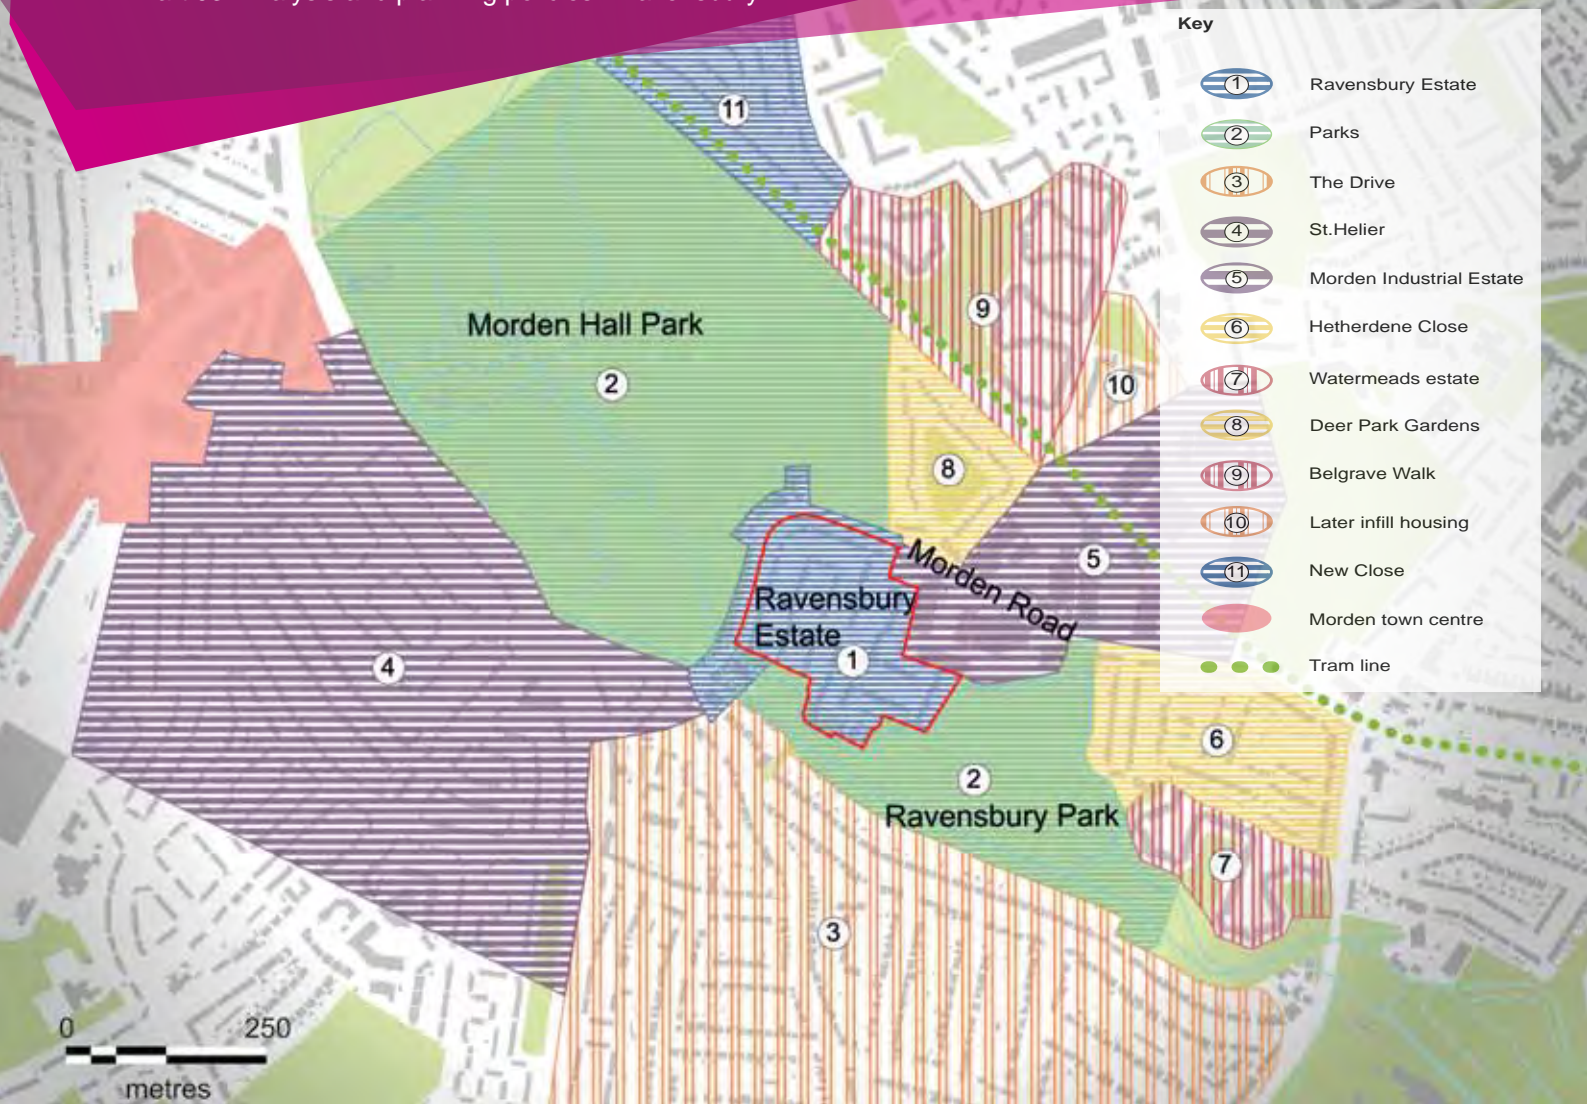 Key
1 Ravensbury Estate
2 Parks
3 The Drive
4 St.Helier
5 Morden Industrial Estate
6 Hetherdene Close
7 Watermeads estate
8 Deer Park Gardens
9 Belgrave Walk
10 Later infill housing
11 New Close
Morden town centre
Tram line
11
Morden Hall Park
2
9
10
8
Morden Road
5
Ravensbury
Estate
1
4
6
2
Ravensbury Park
7
3
0 250
metres